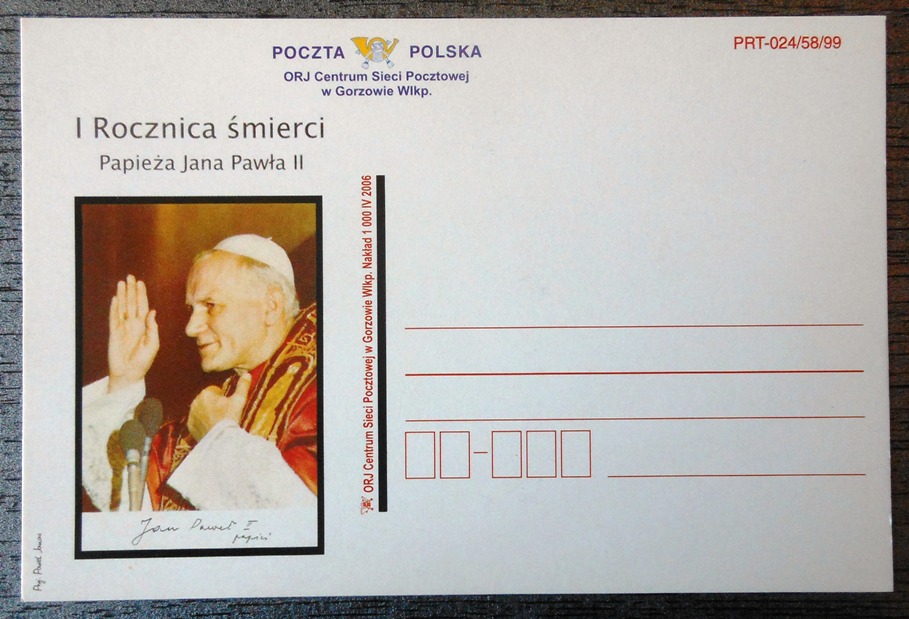 POCZTA POLSKA
ORJ Centrum Sieci Pocztowej
w Gorzowie Wlkp.
PRT-024/58/99
I Rocznica śmierci
Papieża Jana Pawła II
Jan Paweł II
papież
ORJ Centrum Sieci Pocztowej w Gorzowie Wlkp. Nakład 1 000 IV 2006
Paweł